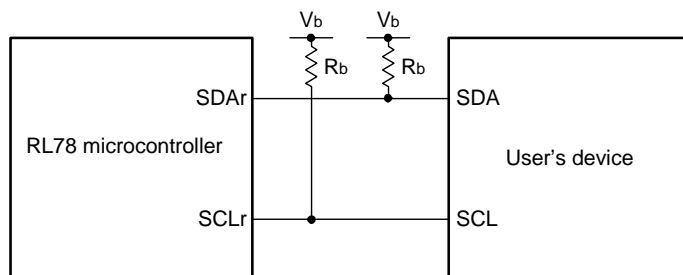 Vb
Vb
Rb
Rb
SDAr
SDA
RL78 microcontroller
User's device
SCLr
SCL